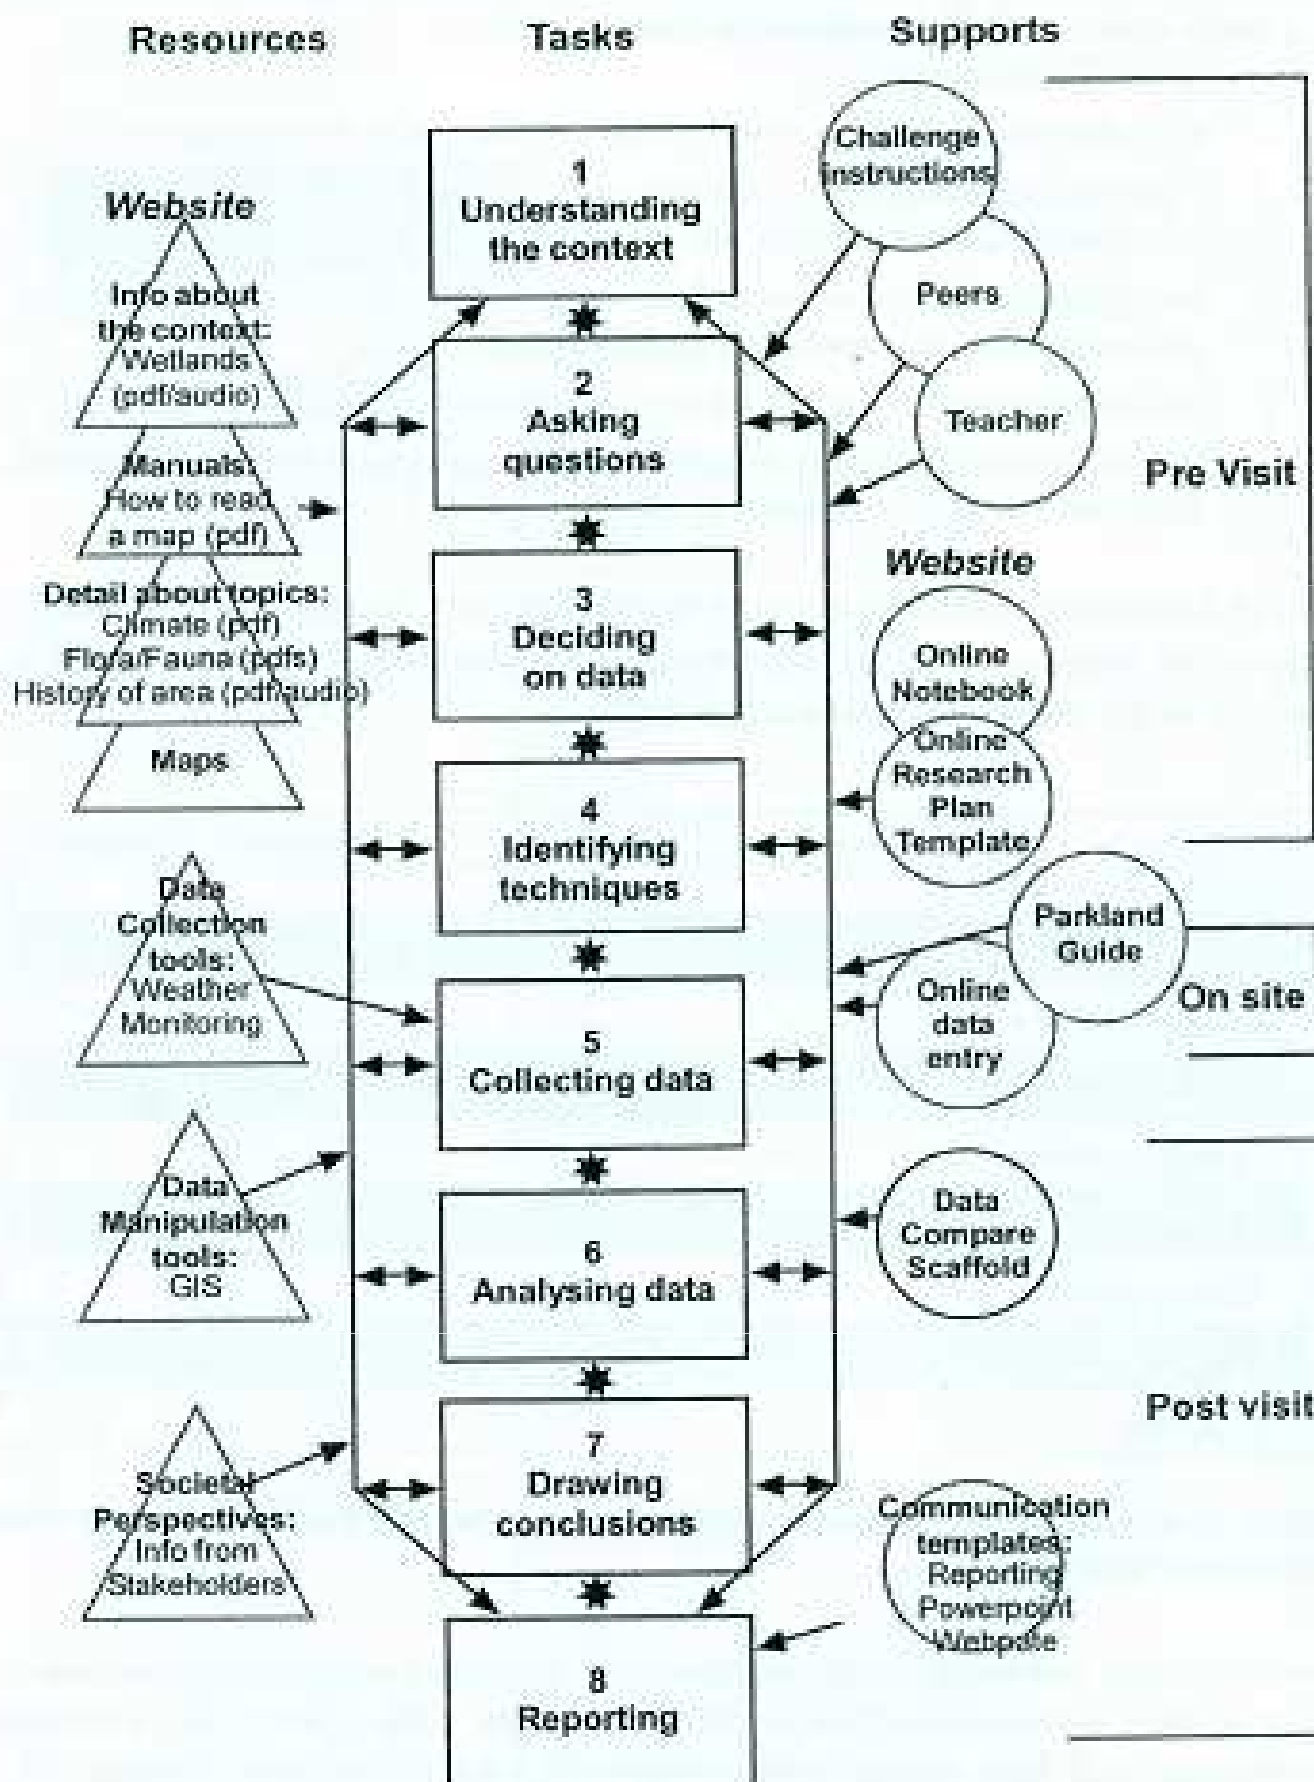 Resources
Tasks
Supports
Website
Info about
the context:
Wetlands
(pdf/audio)
Manuals:
How to read
a map (pdf)
Detail about topics:
Climate (pdf)
Flora/Fauna (pdfs)
History of area (pdf/audio)
Maps
Data
Collection
tools:
Weather
Monitoring
Data
Manipulation
tools:
GIS
Societal
Perspectives:
Info from
Stakeholders
1
Understanding
the context
2
Asking
questions
3
Deciding
on data
4
Identifying
techniques
5
Collecting data
6
Analysing data
7
Drawing
conclusions
8
Reporting
Challenge
instructions
Peers
Teacher
Website
Online
Notebook
Online
Research
Plan
Template
Parkland
Guide
Online
data
entry
Data
Compare
Scaffold
Communication
templates:
Reporting
Powerpoint
Webpate
Pre Visit
On site
Post visit